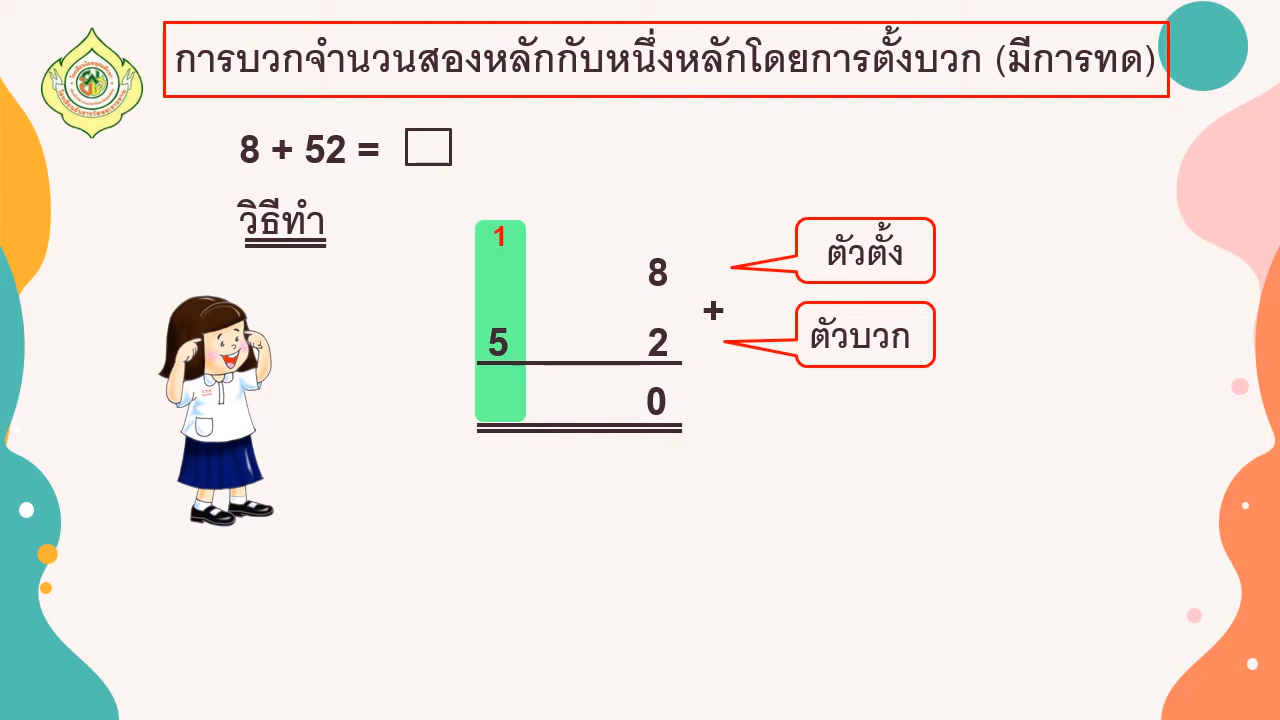 การบวกจำนวนสองหลักกับหนึ่งหลักโดยการตั้งบวก (มีการทด)
8 + 52 =
วิธีทำ
1
8 ตัวตั้ง
+
5 2 ตัวบวก
0